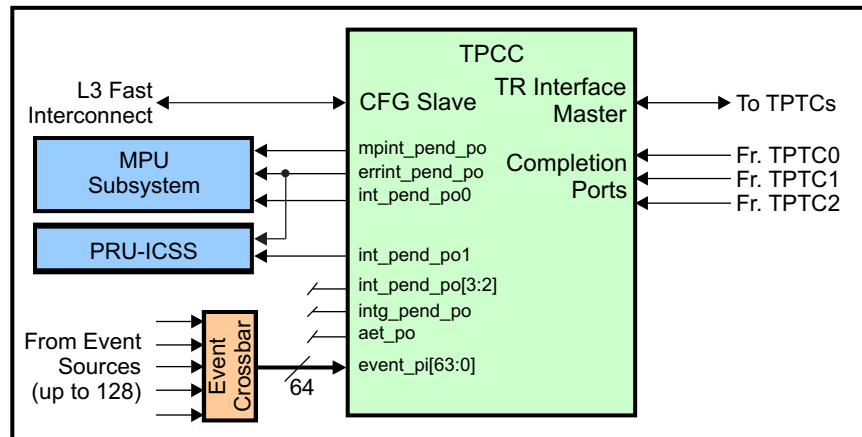 TPCC
L3 Fast
Interconnect
CFG Slave
TR Interface
Master
To TPTCs
MPU
Subsystem
mpint_pend_po
errint_pend_po
int_pend_po0
Completion
Ports
Fr. TPTC0
Fr. TPTC1
Fr. TPTC2
PRU-ICSS
int_pend_po1
int_pend_po[3:2]
intg_pend_po
aet_po
event_pi[63:0]
From Event
Sources
(up to 128)
Event
Crossbar
64